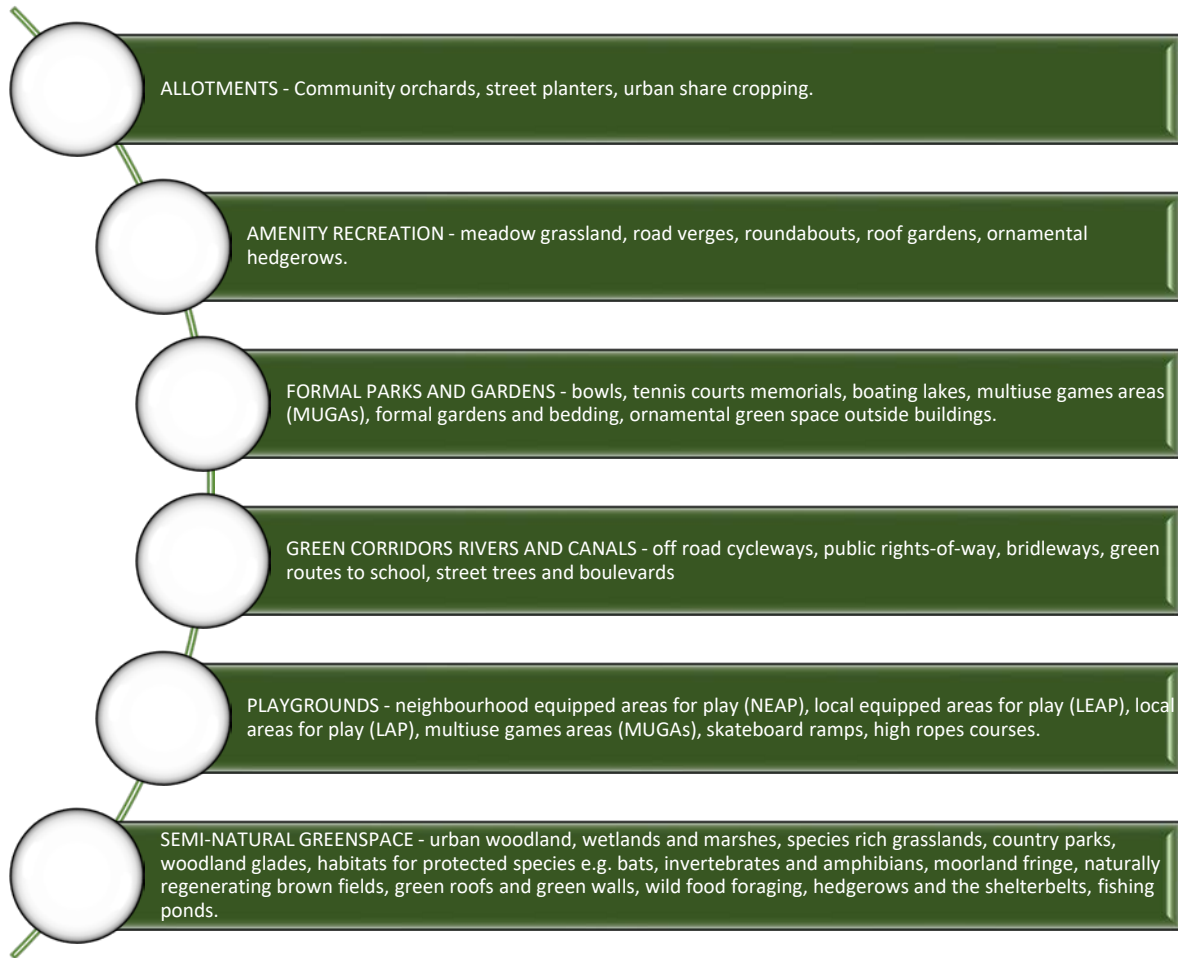 ALLOTMENTS - Community orchards, street planters, urban share cropping.
AMENITY RECREATION - meadow grassland, road verges, roundabouts, roof gardens, ornamental
hedgerows.
FORMAL PARKS AND GARDENS - bowls, tennis courts memorials, boating lakes, multiuse games areas
(MUGAs), formal gardens and bedding, ornamental green space outside buildings.
GREEN CORRIDORS RIVERS AND CANALS - off road cycleways, public rights-of-way, bridleways, green
routes to school, street trees and boulevards
PLAYGROUNDS - neighbourhood equipped areas for play (NEAP), local equipped areas for play (LEAP), local
areas for play (LAP), multiuse games areas (MUGAs), skateboard ramps, high ropes courses.
SEMI-NATURAL GREENSPACE - urban woodland, wetlands and marshes, species rich grasslands, country parks,
woodland glades, habitats for protected species e.g. bats, invertebrates and amphibians, moorland fringe, naturally
regenerating brown fields, green roofs and green walls, wild food foraging, hedgerows and the shelterbelts, fishing
ponds.